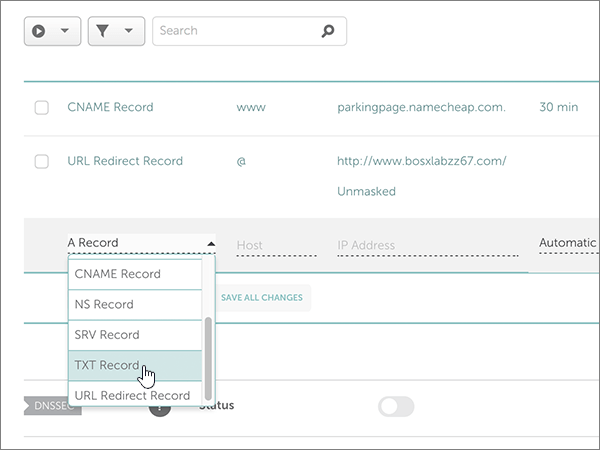 Search
CNAME Record www parkingpage.namecheap.com. 30 min
URL Redirect Record @ http://www.bosxlabzz67.com/
Unmasked
A Record Host IP Address Automatic
CNAME Record
NS Record
SAVE ALL CHANGES
SRV Record
TXT Record
URL Redirect Record
DNSSEC ? Status